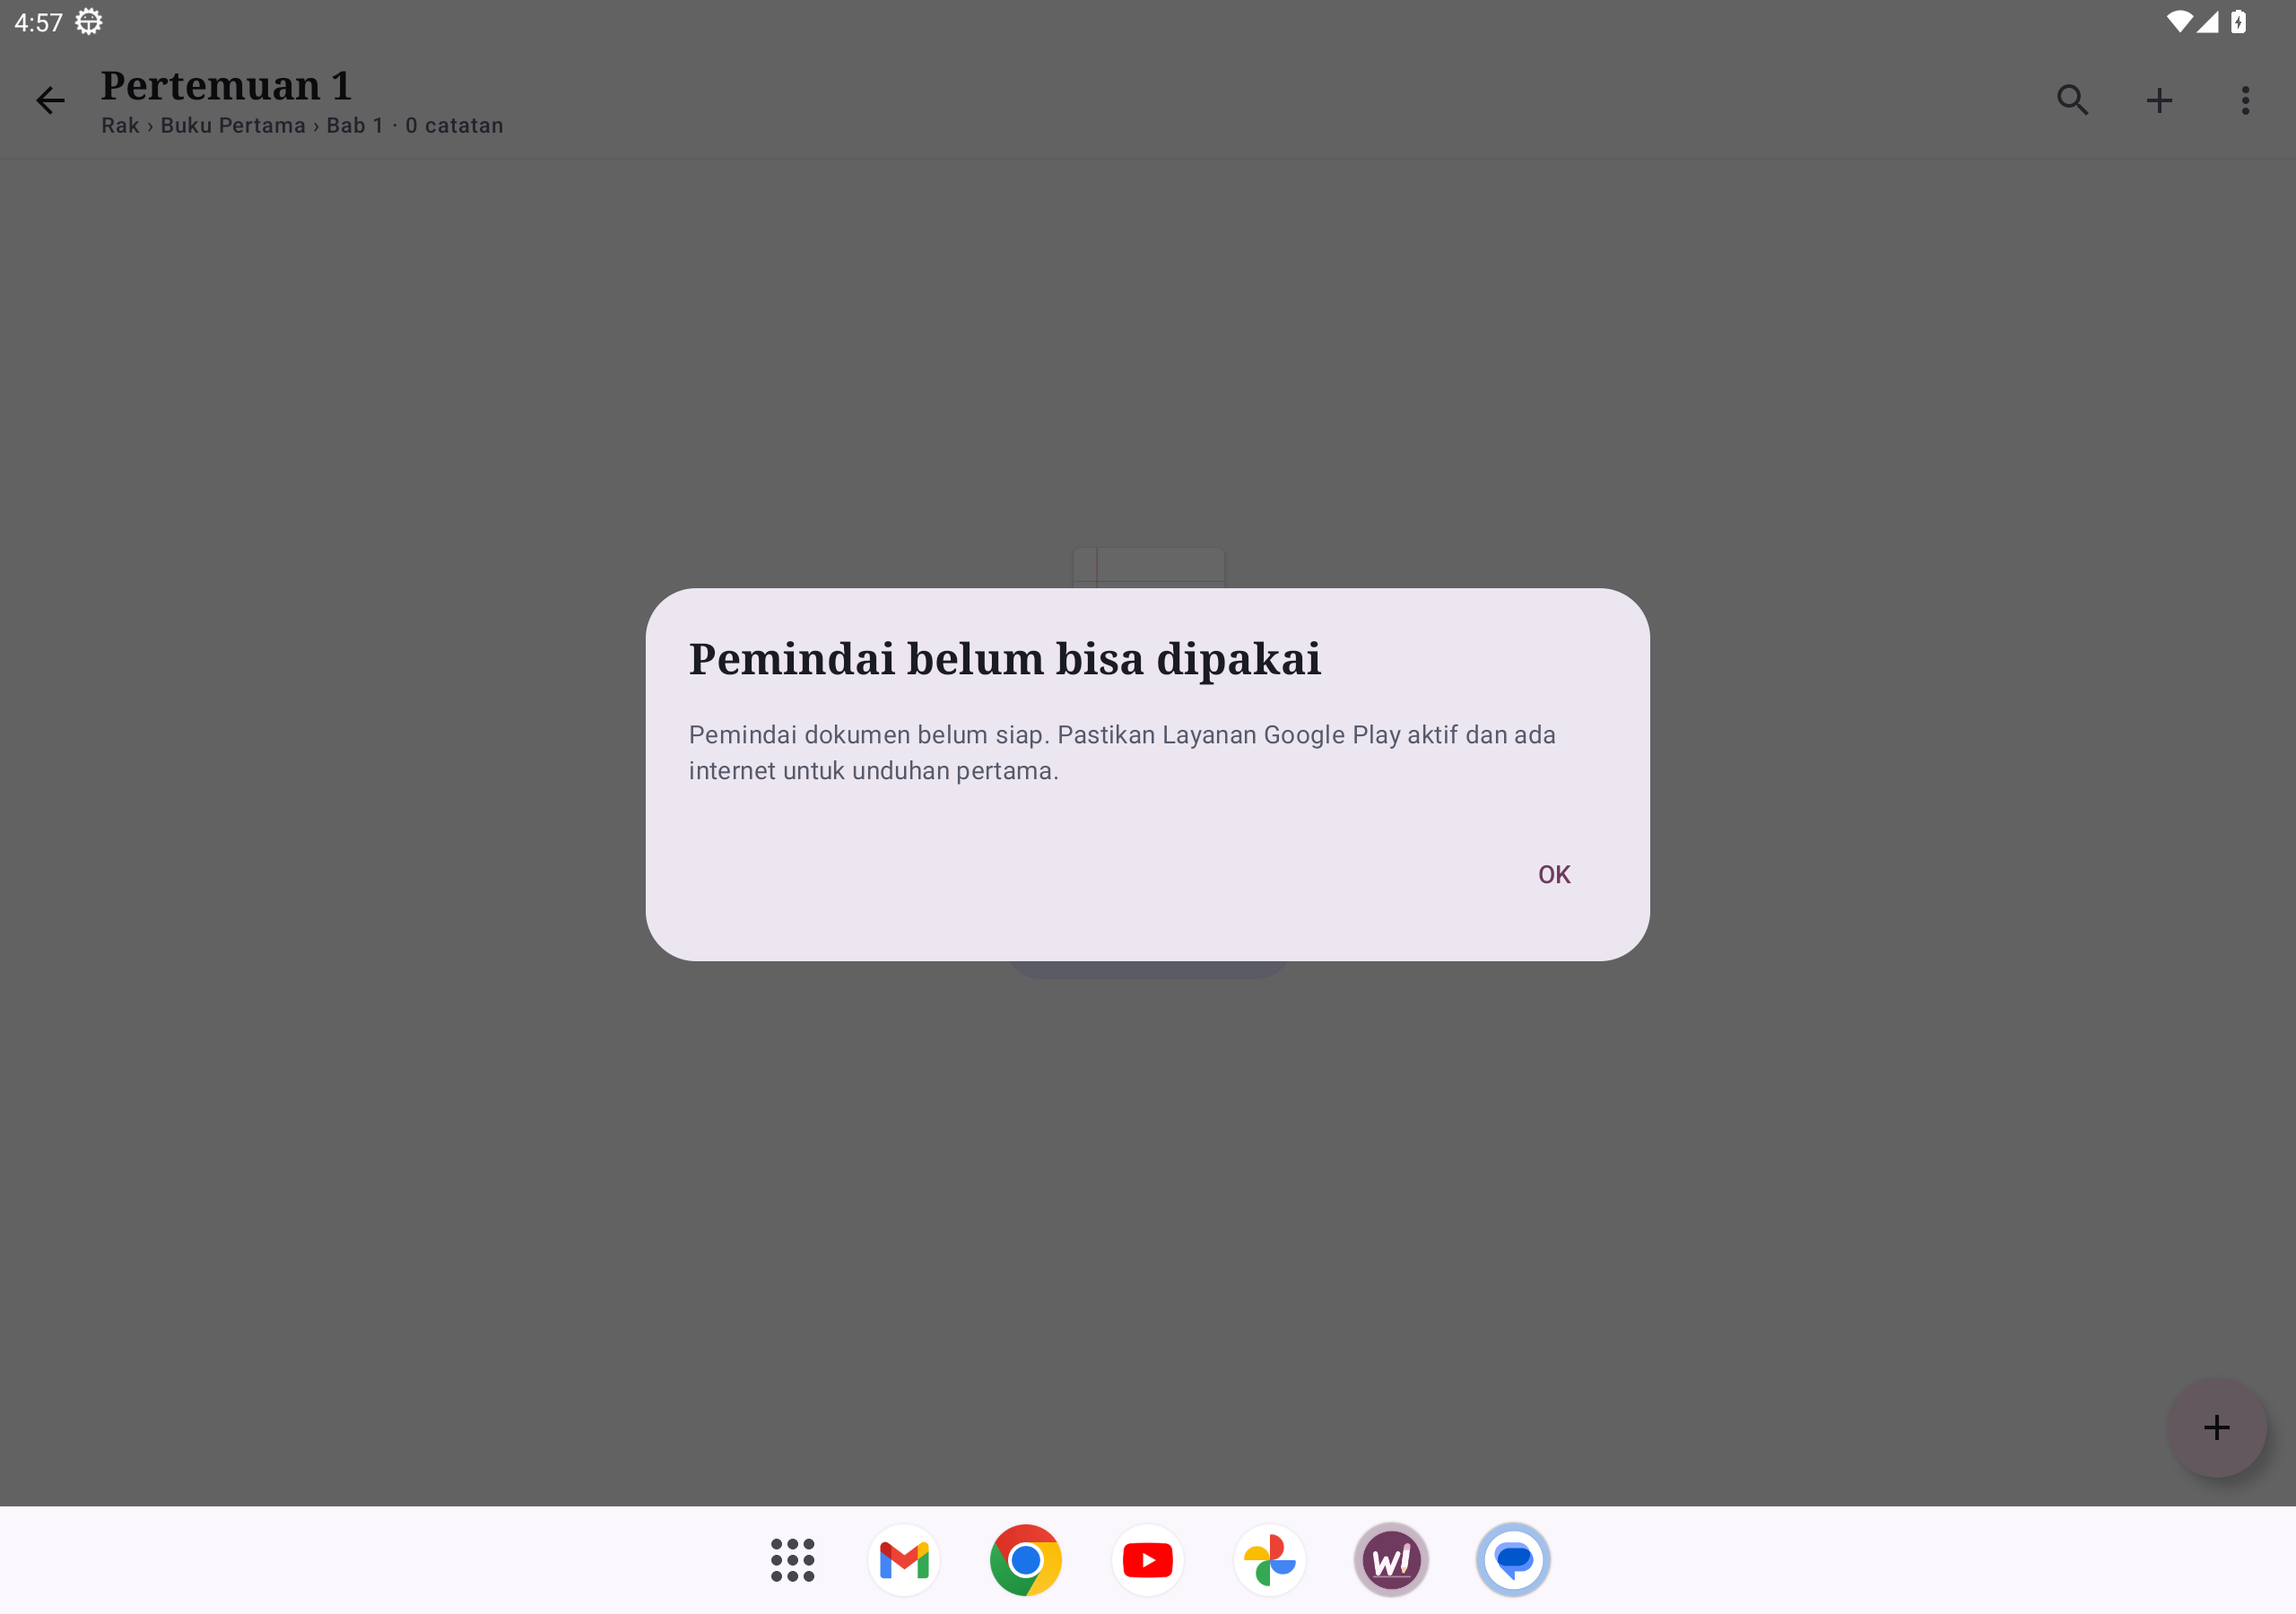 4:57
Pertemuan 1
Rak › Buku Pertama › Bab 1 · 0 catatan
Pemindai belum bisa dipakai
Pemindai dokumen belum siap. Pastikan Layanan Google Play aktif dan ada
internet untuk unduhan pertama.
OK